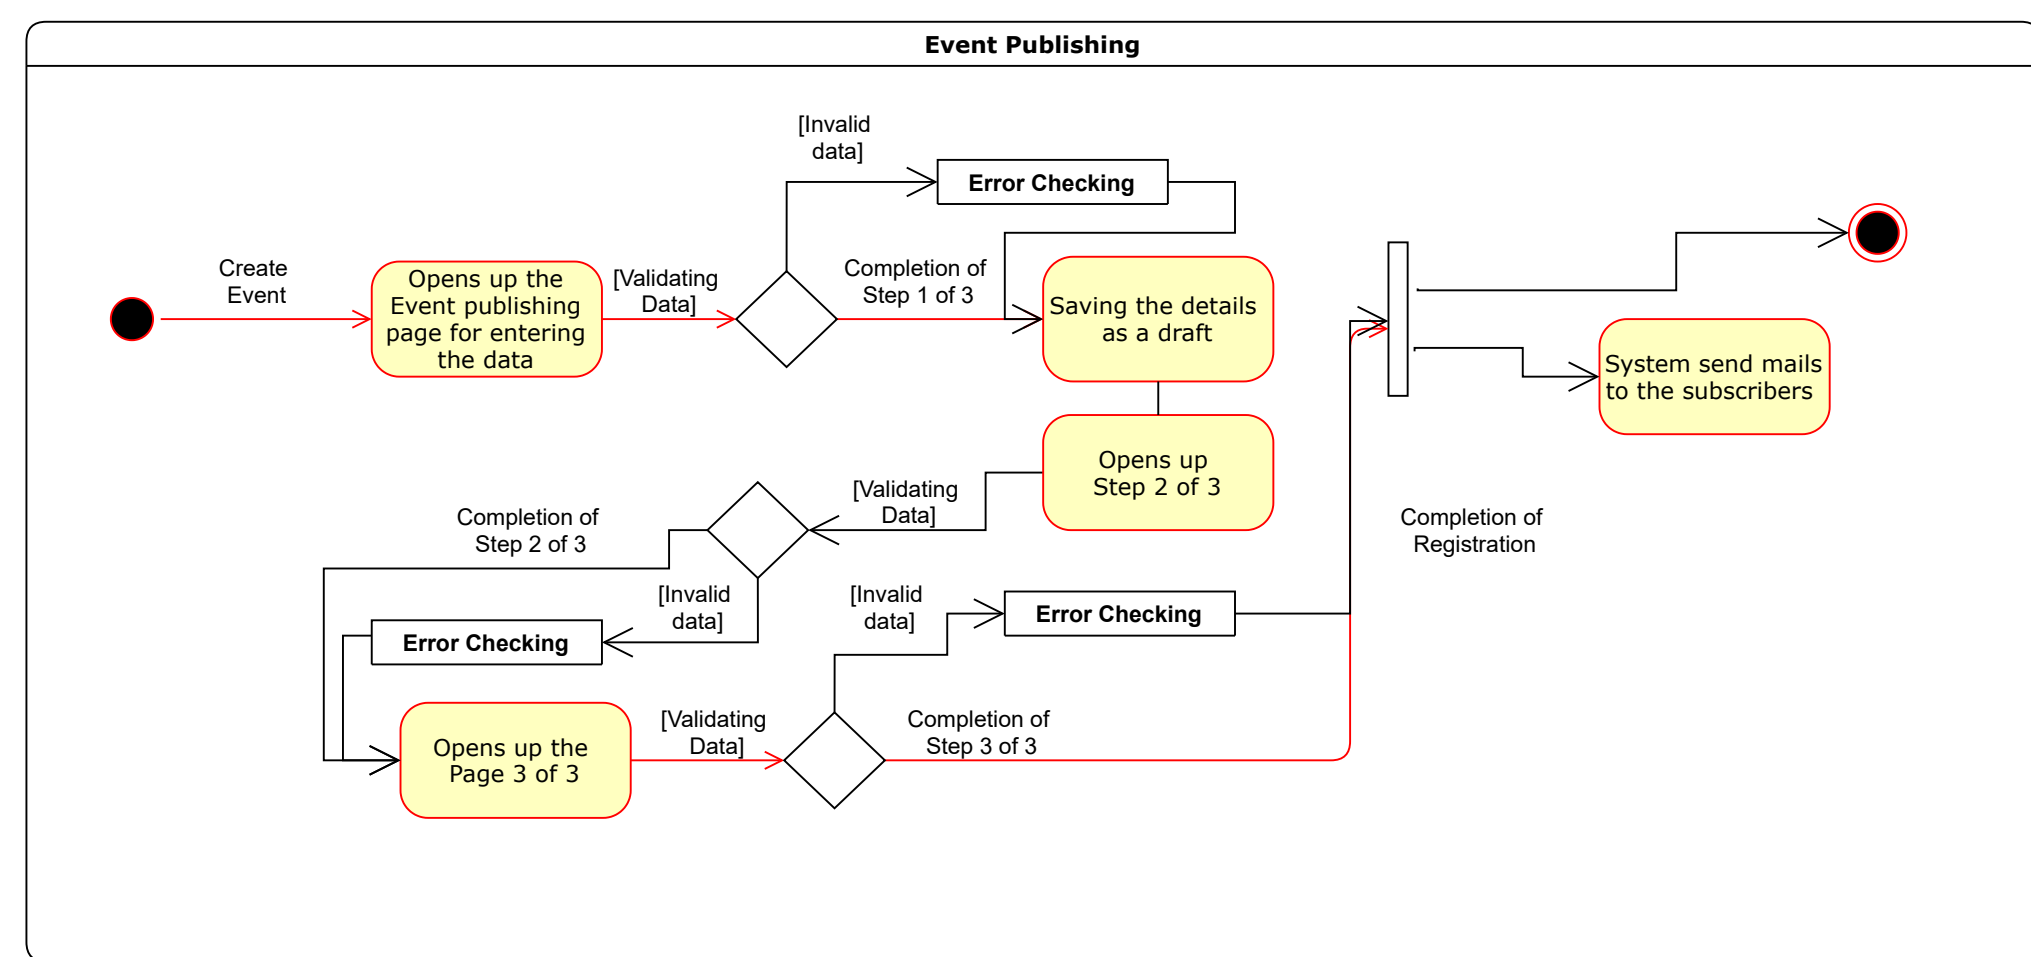 Event Publishing
[Invalid
data]
Error Checking
Create
Event
Opens up the
Event publishing
page for entering
the data
[Validating
Data]
Completion of
Step 1 of 3
Saving the details
as a draft
System send mails
to the subscribers
Opens up
Step 2 of 3
[Validating
Data]
Completion of
Step 2 of 3
Completion of
Registration
[Invalid
data]
Error Checking
[Invalid
data]
Error Checking
Opens up the
Page 3 of 3
[Validating
Data]
Completion of
Step 3 of 3